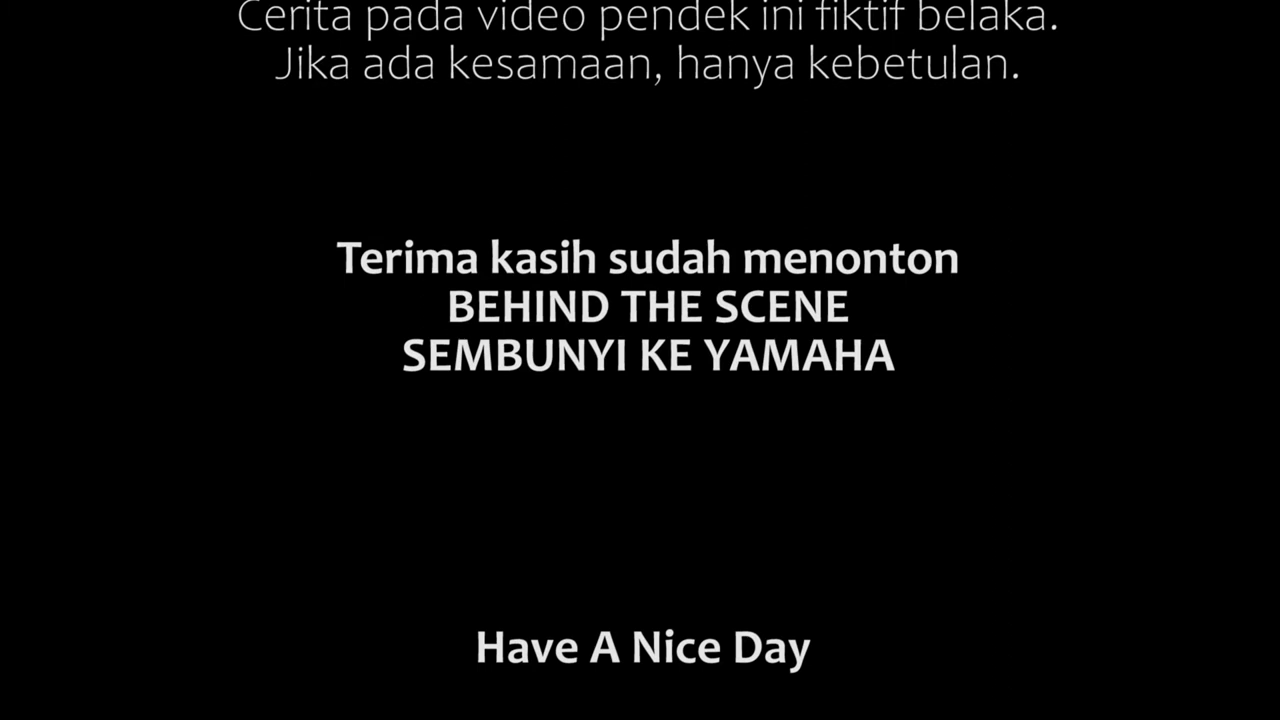 Cerita pada video pendek ini fiktif belaka.
Jika ada kesamaan, hanya kebetulan.
Terima kasih sudah menonton
BEHIND THE SCENE
SEMBUNYI KE YAMAHA
Have A Nice Day